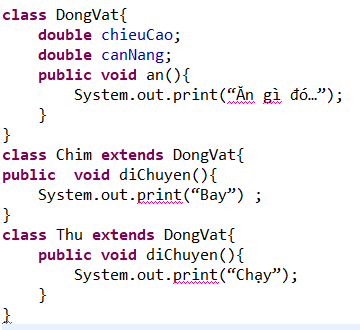 class DongVat{
    double chieuCao;
    double canNang;
    public void an(){
        System.out.print(“Ăn gì đó…”);
    }
}
class Chim extends DongVat{
public  void diChuyen(){
    System.out.print(“Bay”) ;
}
class Thu extends DongVat{
    public void diChuyen(){
        System.out.print(“Chạy”);
    }
}